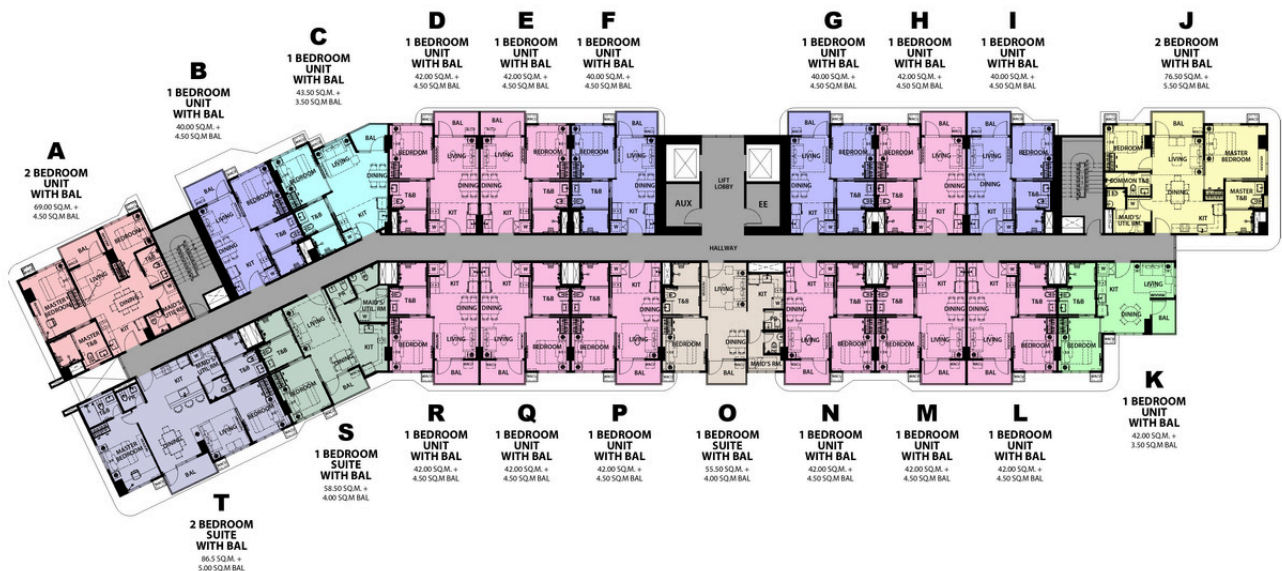 A
2 BEDROOM
UNIT
WITH BAL
69.00 SQ.M. +
4.50 SQ.M BAL
B
1 BEDROOM
UNIT
WITH BAL
40.00 SQ.M. +
4.50 SQ.M BAL
C
1 BEDROOM
UNIT
WITH BAL
43.50 SQ.M. +
3.50 SQ.M BAL
D
1 BEDROOM
UNIT
WITH BAL
42.00 SQ.M. +
4.50 SQ.M BAL
E
1 BEDROOM
UNIT
WITH BAL
42.00 SQ.M. +
4.50 SQ.M BAL
F
1 BEDROOM
UNIT
WITH BAL
40.00 SQ.M. +
4.50 SQ.M BAL
G
1 BEDROOM
UNIT
WITH BAL
40.00 SQ.M. +
4.50 SQ.M BAL
H
1 BEDROOM
UNIT
WITH BAL
42.00 SQ.M. +
4.50 SQ.M BAL
I
1 BEDROOM
UNIT
WITH BAL
40.00 SQ.M. +
4.50 SQ.M BAL
J
2 BEDROOM
UNIT
WITH BAL
76.50 SQ.M. +
5.50 SQ.M BAL
BAL
LIVING
BEDROOM
DINING
T&B
KIT
MASTER
BEDROOM
MASTER
T&B
COMMON T&B
MAID'S/
UTIL RM.
LIFT
LOBBY
AUX
EE
HALLWAY
PR
MAID'S RM.
K
1 BEDROOM
UNIT
WITH BAL
42.00 SQ.M. +
3.50 SQ.M BAL
L
1 BEDROOM
UNIT
WITH BAL
42.00 SQ.M. +
4.50 SQ.M BAL
M
1 BEDROOM
UNIT
WITH BAL
42.00 SQ.M. +
4.50 SQ.M BAL
N
1 BEDROOM
UNIT
WITH BAL
42.00 SQ.M. +
4.50 SQ.M BAL
O
1 BEDROOM
SUITE
WITH BAL
55.50 SQ.M. +
4.00 SQ.M BAL
P
1 BEDROOM
UNIT
WITH BAL
42.00 SQ.M. +
4.50 SQ.M BAL
Q
1 BEDROOM
UNIT
WITH BAL
42.00 SQ.M. +
4.50 SQ.M BAL
R
1 BEDROOM
UNIT
WITH BAL
42.00 SQ.M. +
4.50 SQ.M BAL
S
1 BEDROOM
SUITE
WITH BAL
58.50 SQ.M. +
4.00 SQ.M BAL
T
2 BEDROOM
SUITE
WITH BAL
86.5 SQ.M. +
5.00 SQ.M BAL